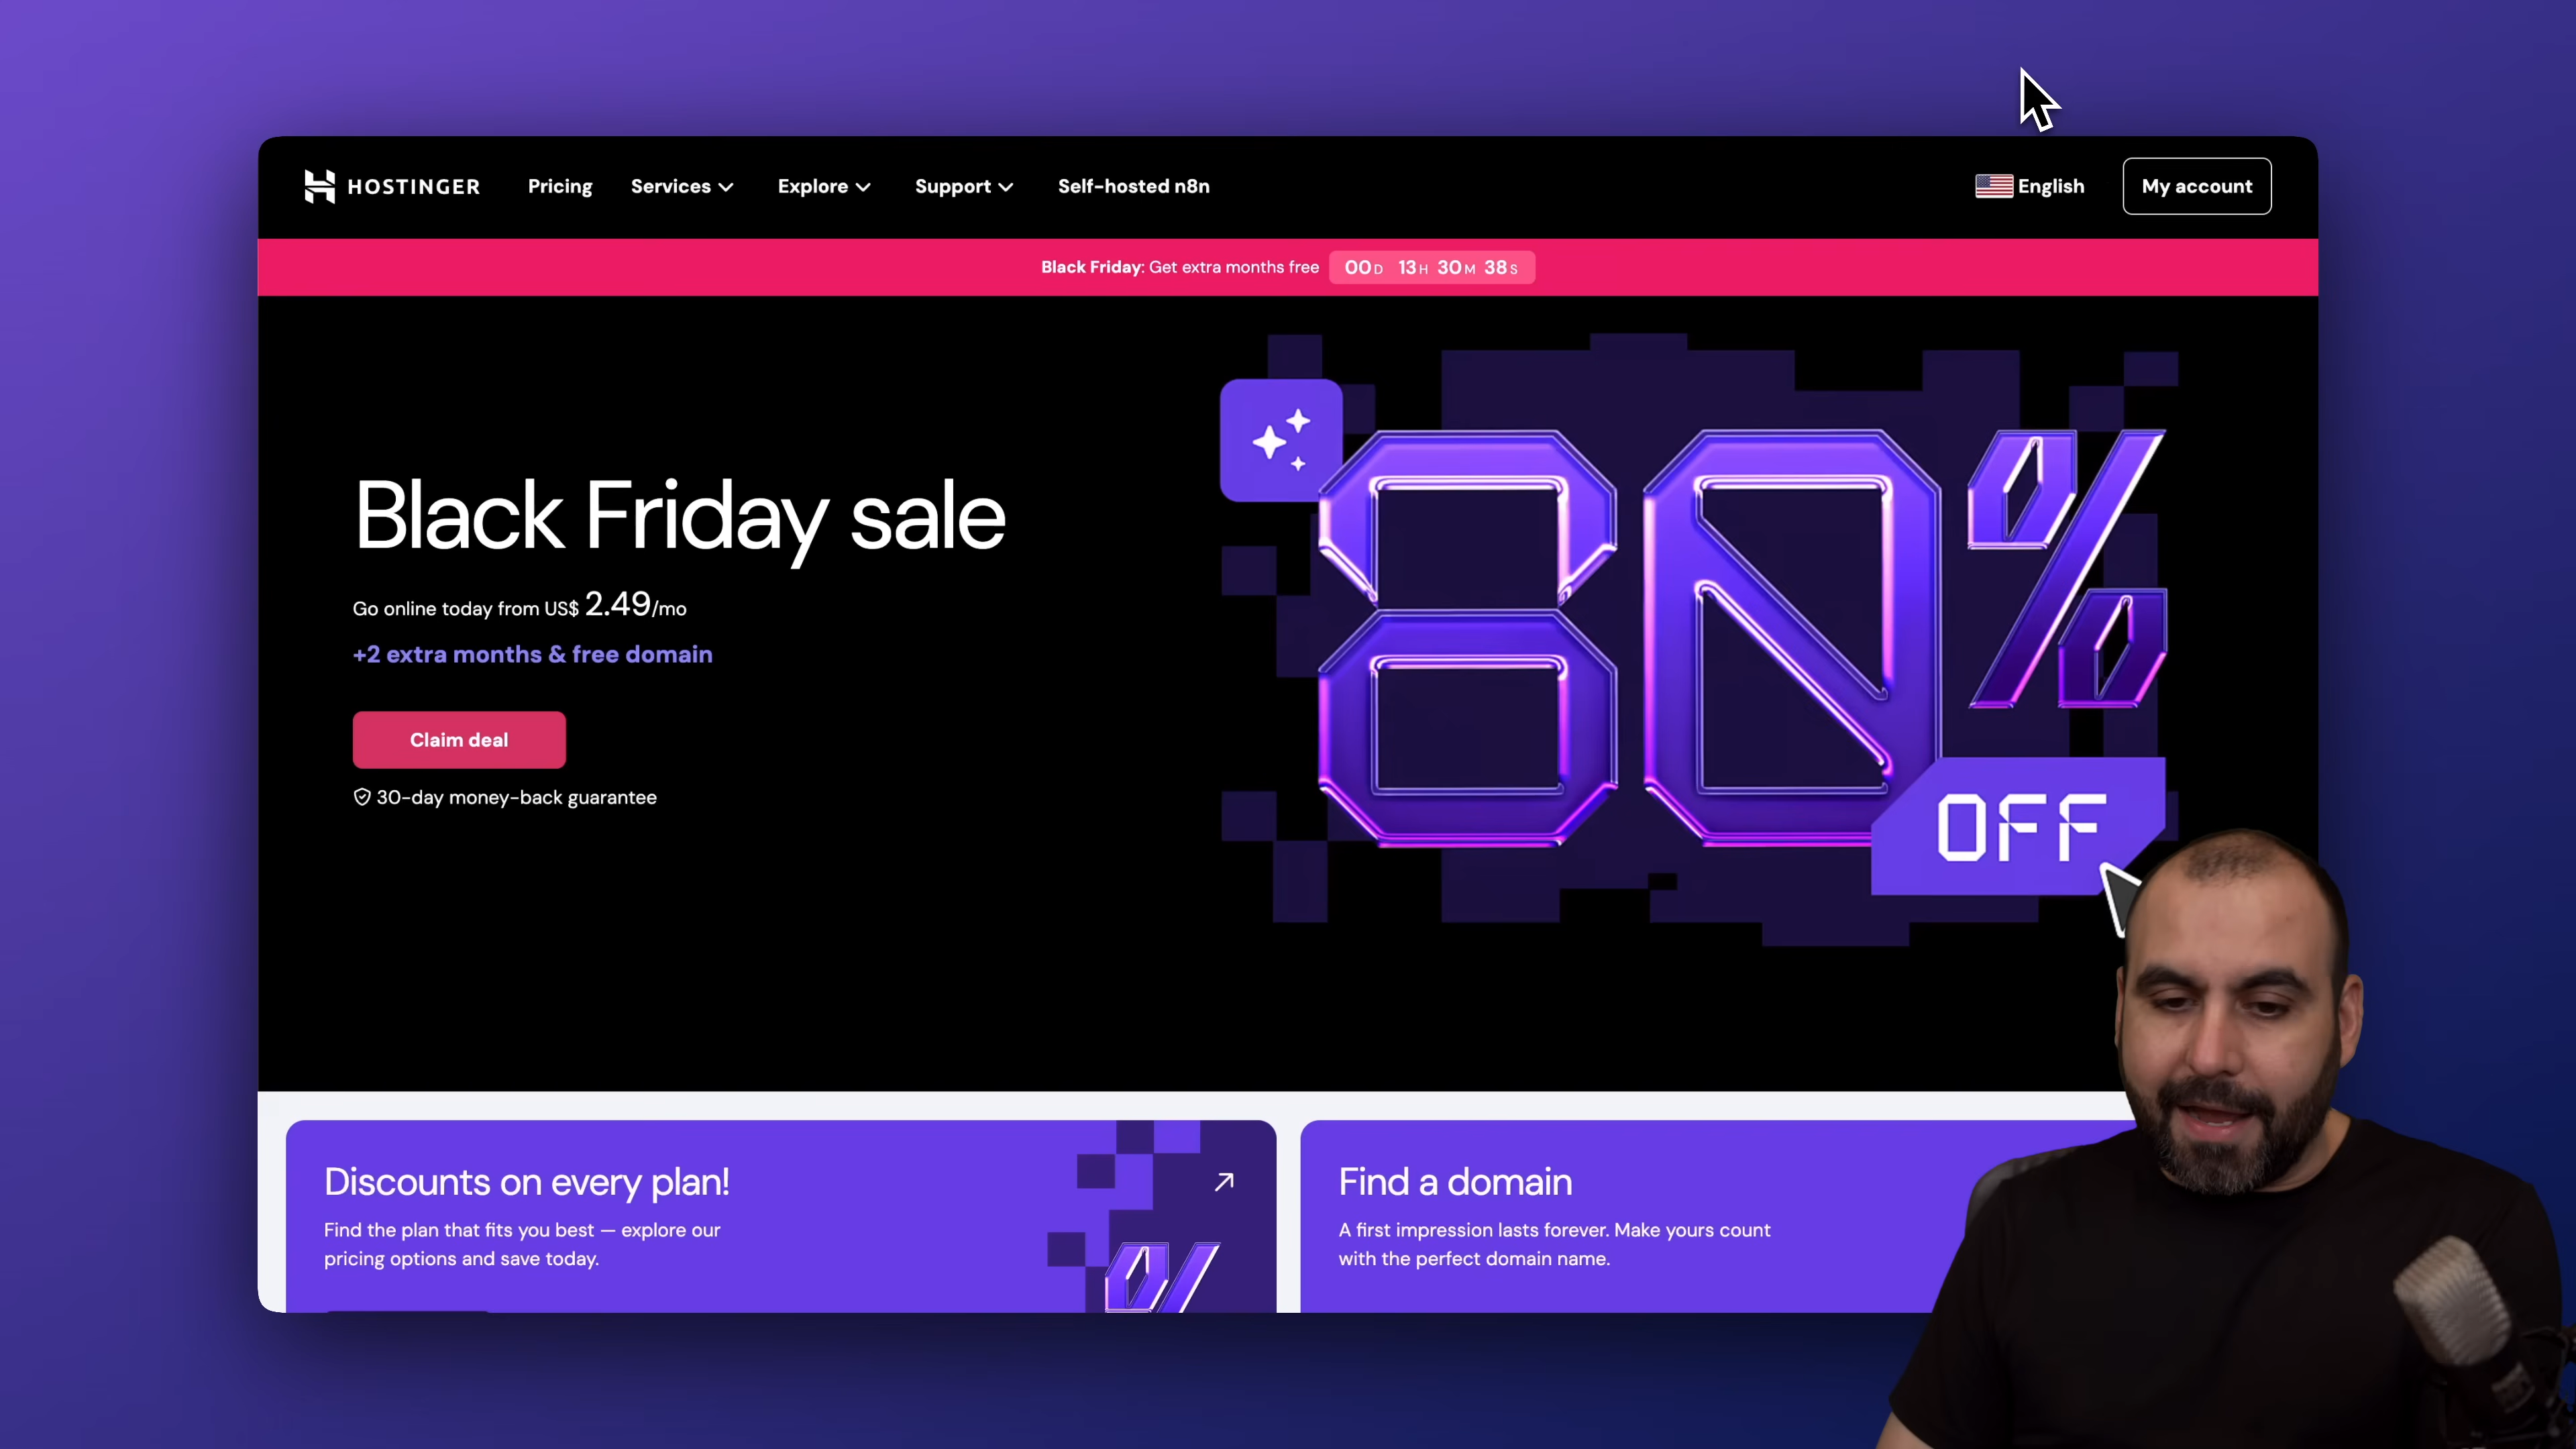 HOSTINGER Pricing Services Explore Support Self-hosted n8n English My account
Black Friday: Get extra months free 00D 13H 30M 38S
Black Friday sale
Go online today from US$ 2.49/mo
+2 extra months & free domain
Claim deal
30-day money-back guarantee
80%
OFF
Discounts on every plan!
Find the plan that fits you best — explore our
pricing options and save today.
%
Find a domain
A first impression lasts forever. Make yours count
with the perfect domain name.